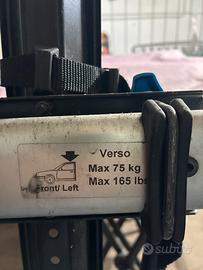 Verso
Max 75 kg
Max 165 lbs
Front/ Left
subito